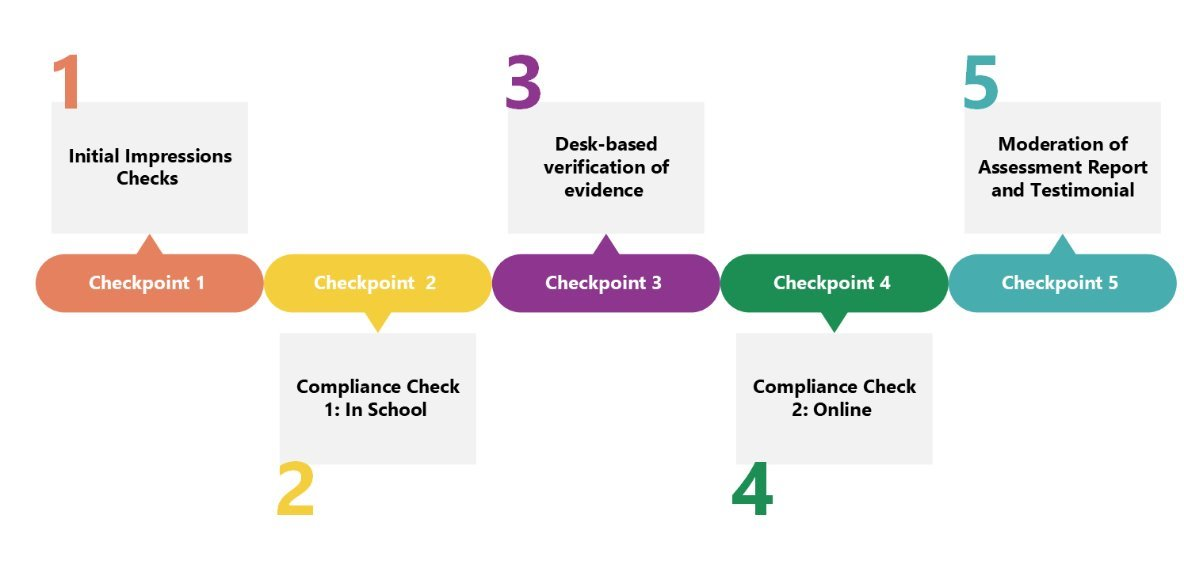 1
Initial Impressions
Checks
Checkpoint 1
Checkpoint  2
Compliance Check
1: In School
2
3
Desk-based
verification of
evidence
Checkpoint 3
Checkpoint 4
Compliance Check
2: Online
4
5
Moderation of
Assessment Report
and Testimonial
Checkpoint 5